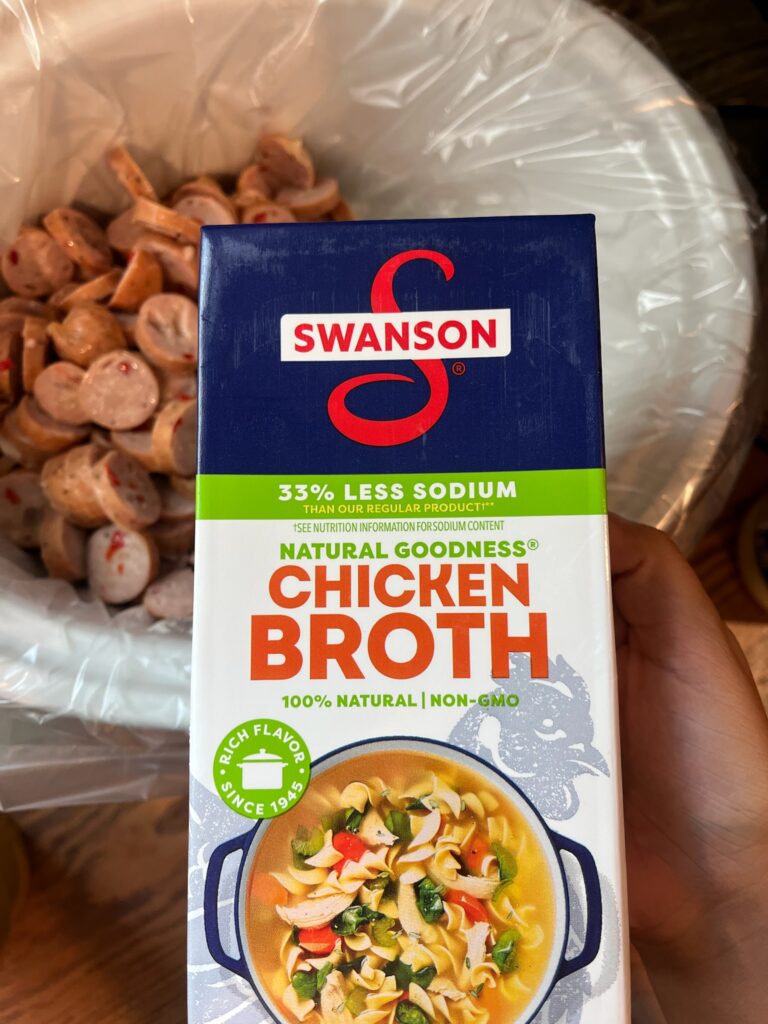 SWANSON®
33% LESS SODIUM
THAN OUR REGULAR PRODUCT!†**
†SEE NUTRITION INFORMATION FOR SODIUM CONTENT
NATURAL GOODNESS®
CHICKEN
BROTH
100% NATURAL | NON-GMO
RICH FLAVOR
SINCE 1945